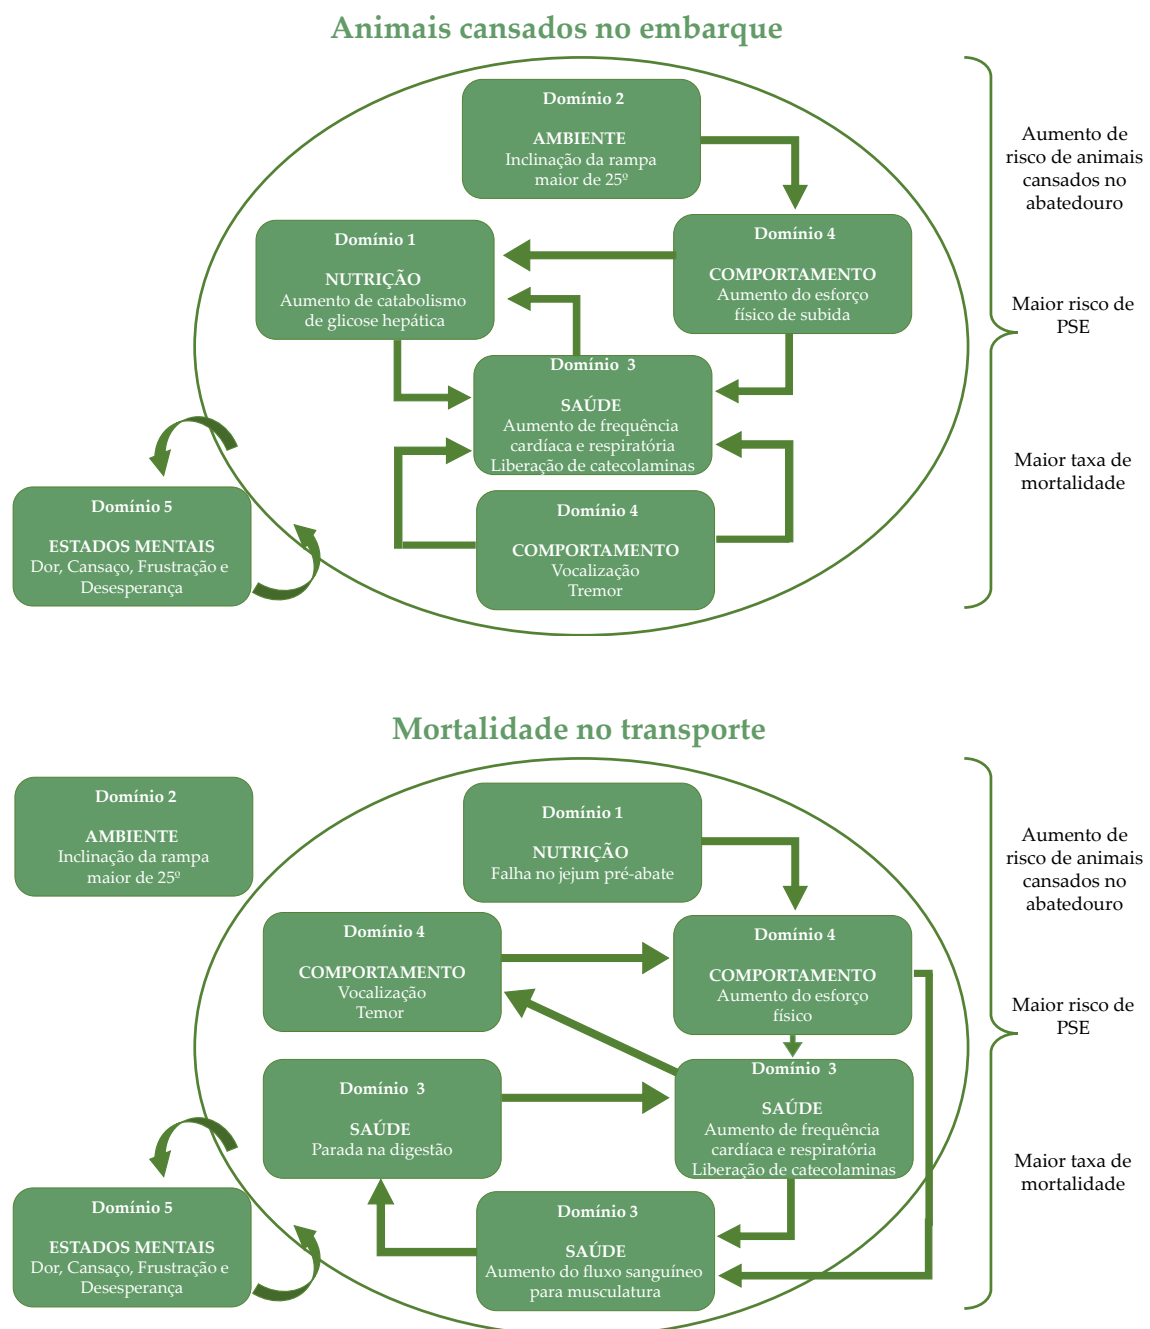 Animais cansados no embarque
Domínio 2
AMBIENTE
Inclinação da rampa
maior de 25º
Domínio 1
NUTRIÇÃO
Aumento de catabolismo
de glicose hepática
Domínio 4
COMPORTAMENTO
Aumento do esforço
físico de subida
Domínio 3
SAÚDE
Aumento de frequência
cardíaca e respiratória
Liberação de catecolaminas
Domínio 4
COMPORTAMENTO
Vocalização
Tremor
Domínio 5
ESTADOS MENTAIS
Dor, Cansaço, Frustração e
Desesperança
Aumento de
risco de animais
cansados no
abatedouro
Maior risco de
PSE
Maior taxa de
mortalidade
Mortalidade no transporte
Domínio 2
AMBIENTE
Inclinação da rampa
maior de 25º
Domínio 1
NUTRIÇÃO
Falha no jejum pré-abate
Domínio 4
COMPORTAMENTO
Vocalização
Temor
Domínio 4
COMPORTAMENTO
Aumento do esforço
físico
Domínio 3
SAÚDE
Parada na digestão
Domínio 3
SAÚDE
Aumento de frequência
cardíaca e respiratória
Liberação de catecolaminas
Domínio 3
SAÚDE
Aumento do fluxo sanguíneo
para musculatura
Domínio 5
ESTADOS MENTAIS
Dor, Cansaço, Frustração e
Desesperança
Aumento de
risco de animais
cansados no
abatedouro
Maior risco de
PSE
Maior taxa de
mortalidade